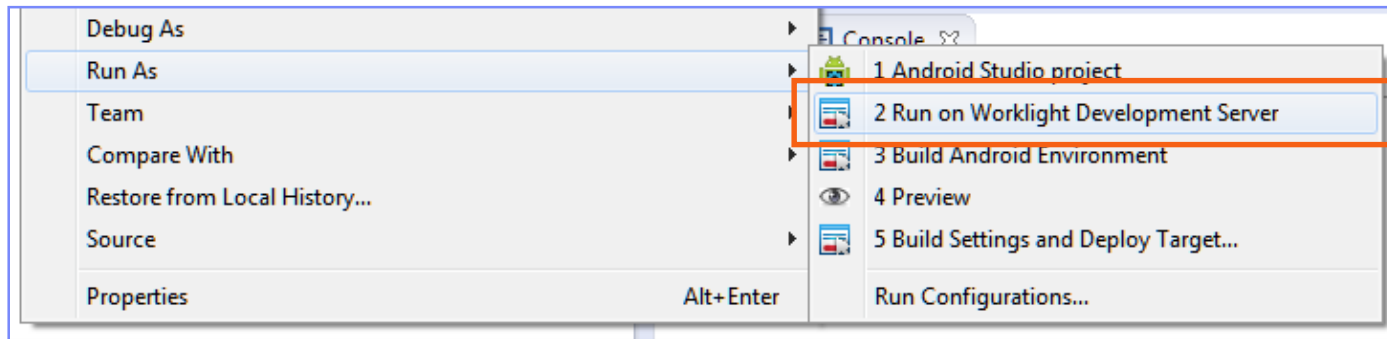 Debug As
Run As
Team
Compare With
Restore from Local History...
Source
Properties Alt+Enter
Console
1 Android Studio project
2 Run on Worklight Development Server
3 Build Android Environment
4 Preview
5 Build Settings and Deploy Target...
Run Configurations...